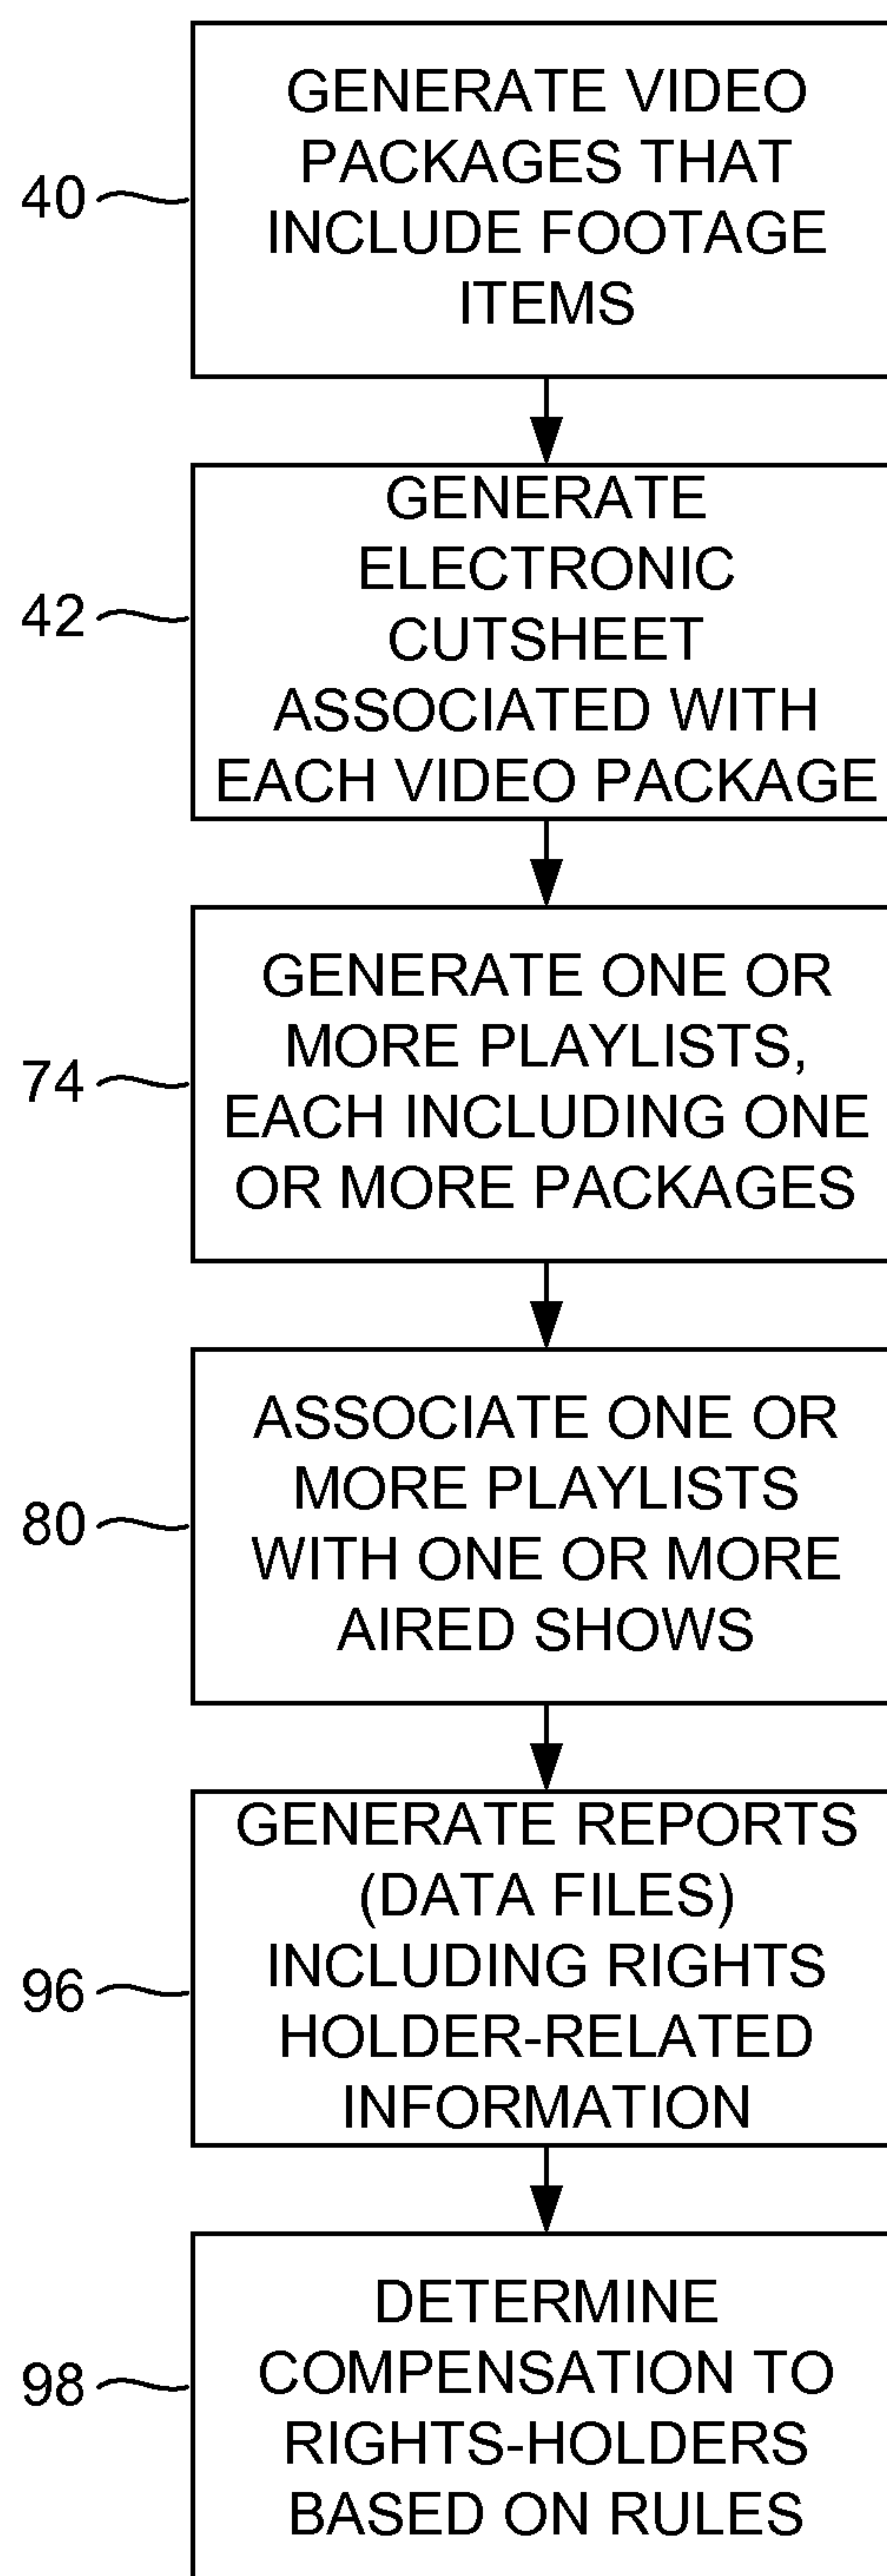 GENERATE VIDEO
PACKAGES THAT
INCLUDE FOOTAGE
ITEMS
40
GENERATE
ELECTRONIC
CUTSHEET
ASSOCIATED WITH
EACH VIDEO PACKAGE
42
GENERATE ONE OR
MORE PLAYLISTS,
EACH INCLUDING ONE
OR MORE PACKAGES
74
ASSOCIATE ONE OR
MORE PLAYLISTS
WITH ONE OR MORE
AIRED SHOWS
80
GENERATE REPORTS
(DATA FILES)
INCLUDING RIGHTS
HOLDER-RELATED
INFORMATION
96
DETERMINE
COMPENSATION TO
RIGHTS-HOLDERS
BASED ON RULES
98